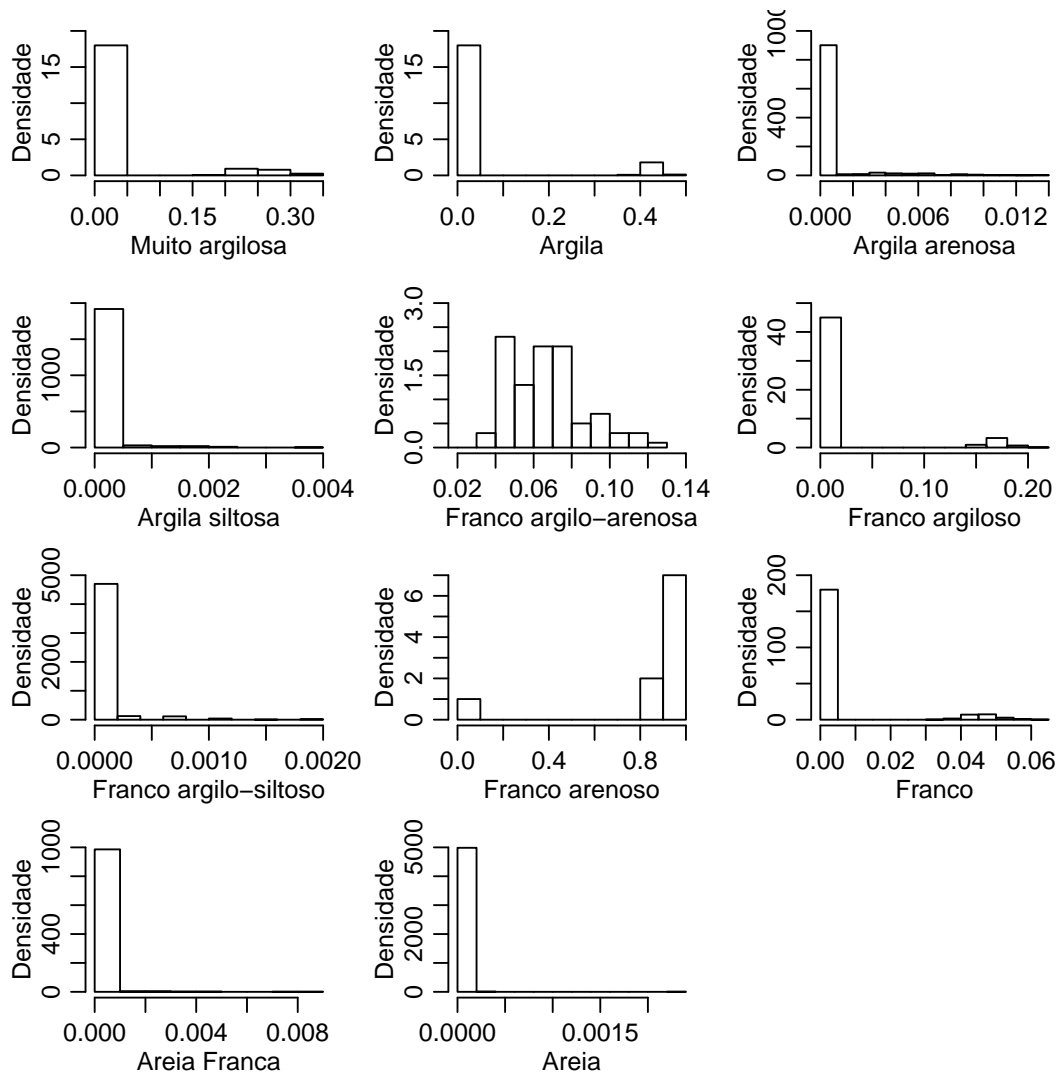 Densidade
0 5 15
0.00 0.15 0.30
Muito argilosa
Densidade
0 5 15
0.0 0.2 0.4
Argila
Densidade
0 400 1000
0.000 0.006 0.012
Argila arenosa
Densidade
0 1000
0.000 0.002 0.004
Argila siltosa
Densidade
0.0 1.5 3.0
0.02 0.06 0.10 0.14
Franco argilo−arenosa
Densidade
0 20 40
0.00 0.10 0.20
Franco argiloso
Densidade
0 2000 5000
0.0000 0.0010 0.0020
Franco argilo−siltoso
Densidade
0 2 4 6
0.0 0.4 0.8
Franco arenoso
Densidade
0 100 200
0.00 0.02 0.04 0.06
Franco
Densidade
0 400 1000
0.000 0.004 0.008
Areia Franca
Densidade
0 2000 5000
0.0000 0.0015
Areia